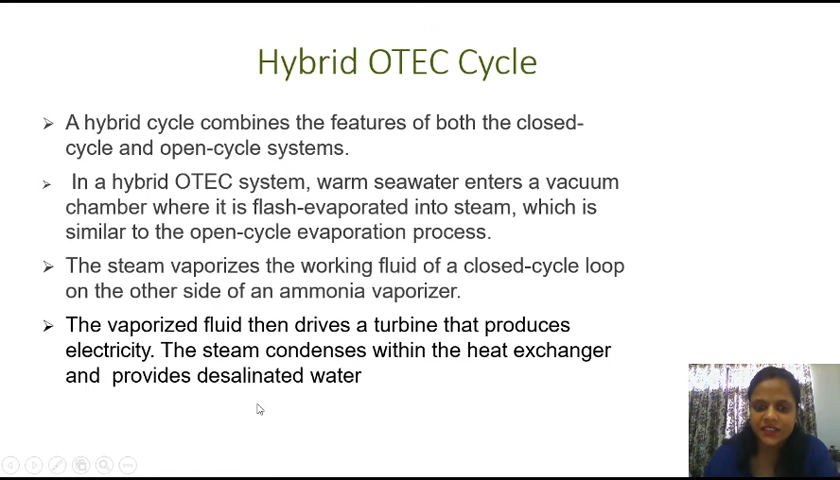 Hybrid OTEC Cycle
A hybrid cycle combines the features of both the closed-
cycle and open-cycle systems.
In a hybrid OTEC system, warm seawater enters a vacuum
chamber where it is flash-evaporated into steam, which is
similar to the open-cycle evaporation process.
The steam vaporizes the working fluid of a closed-cycle loop
on the other side of an ammonia vaporizer.
The vaporized fluid then drives a turbine that produces
electricity. The steam condenses within the heat exchanger
and provides desalinated water